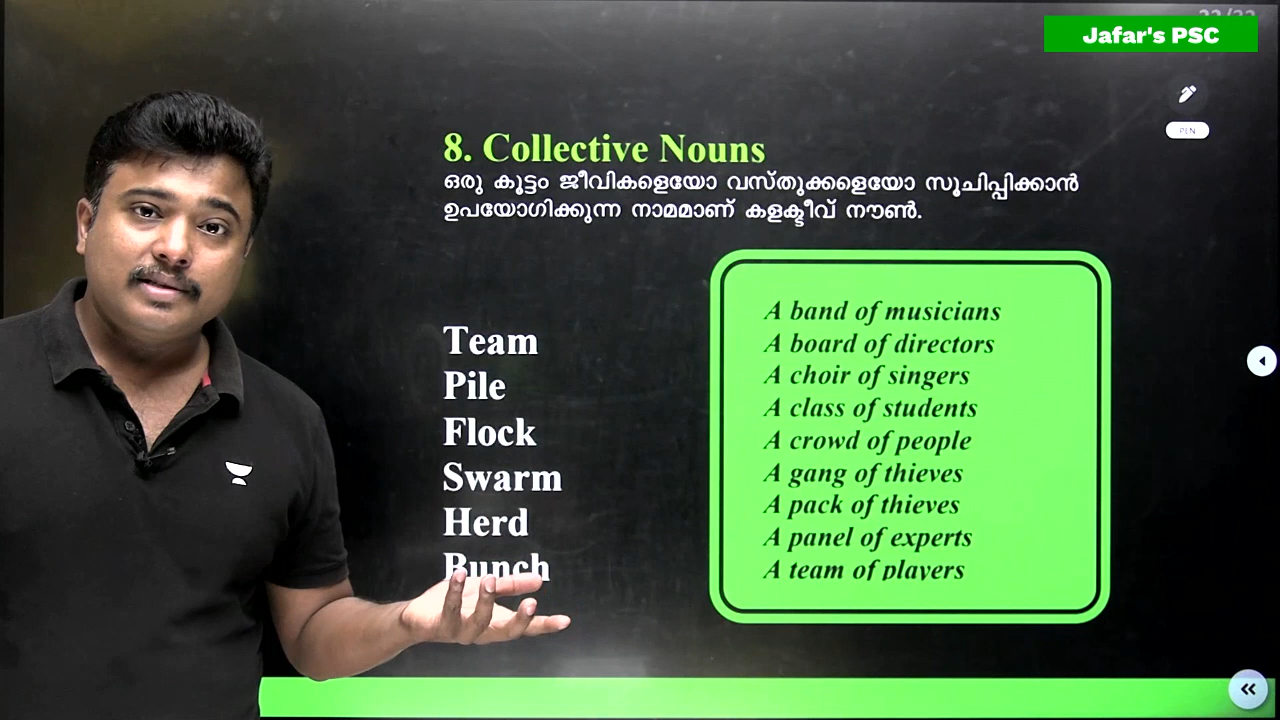 Jafar's PSC
PEN
8. Collective Nouns
ഒരു കൂട്ടം ജീവികളെയോ വസ്തുക്കളെയോ സൂചിപ്പിക്കാൻ
ഉപയോഗിക്കുന്ന നാമമാണ് കളക്ടീവ് നൗൺ.
Team
Pile
Flock
Swarm
Herd
Bunch
A band of musicians
A board of directors
A choir of singers
A class of students
A crowd of people
A gang of thieves
A pack of thieves
A panel of experts
A team of players